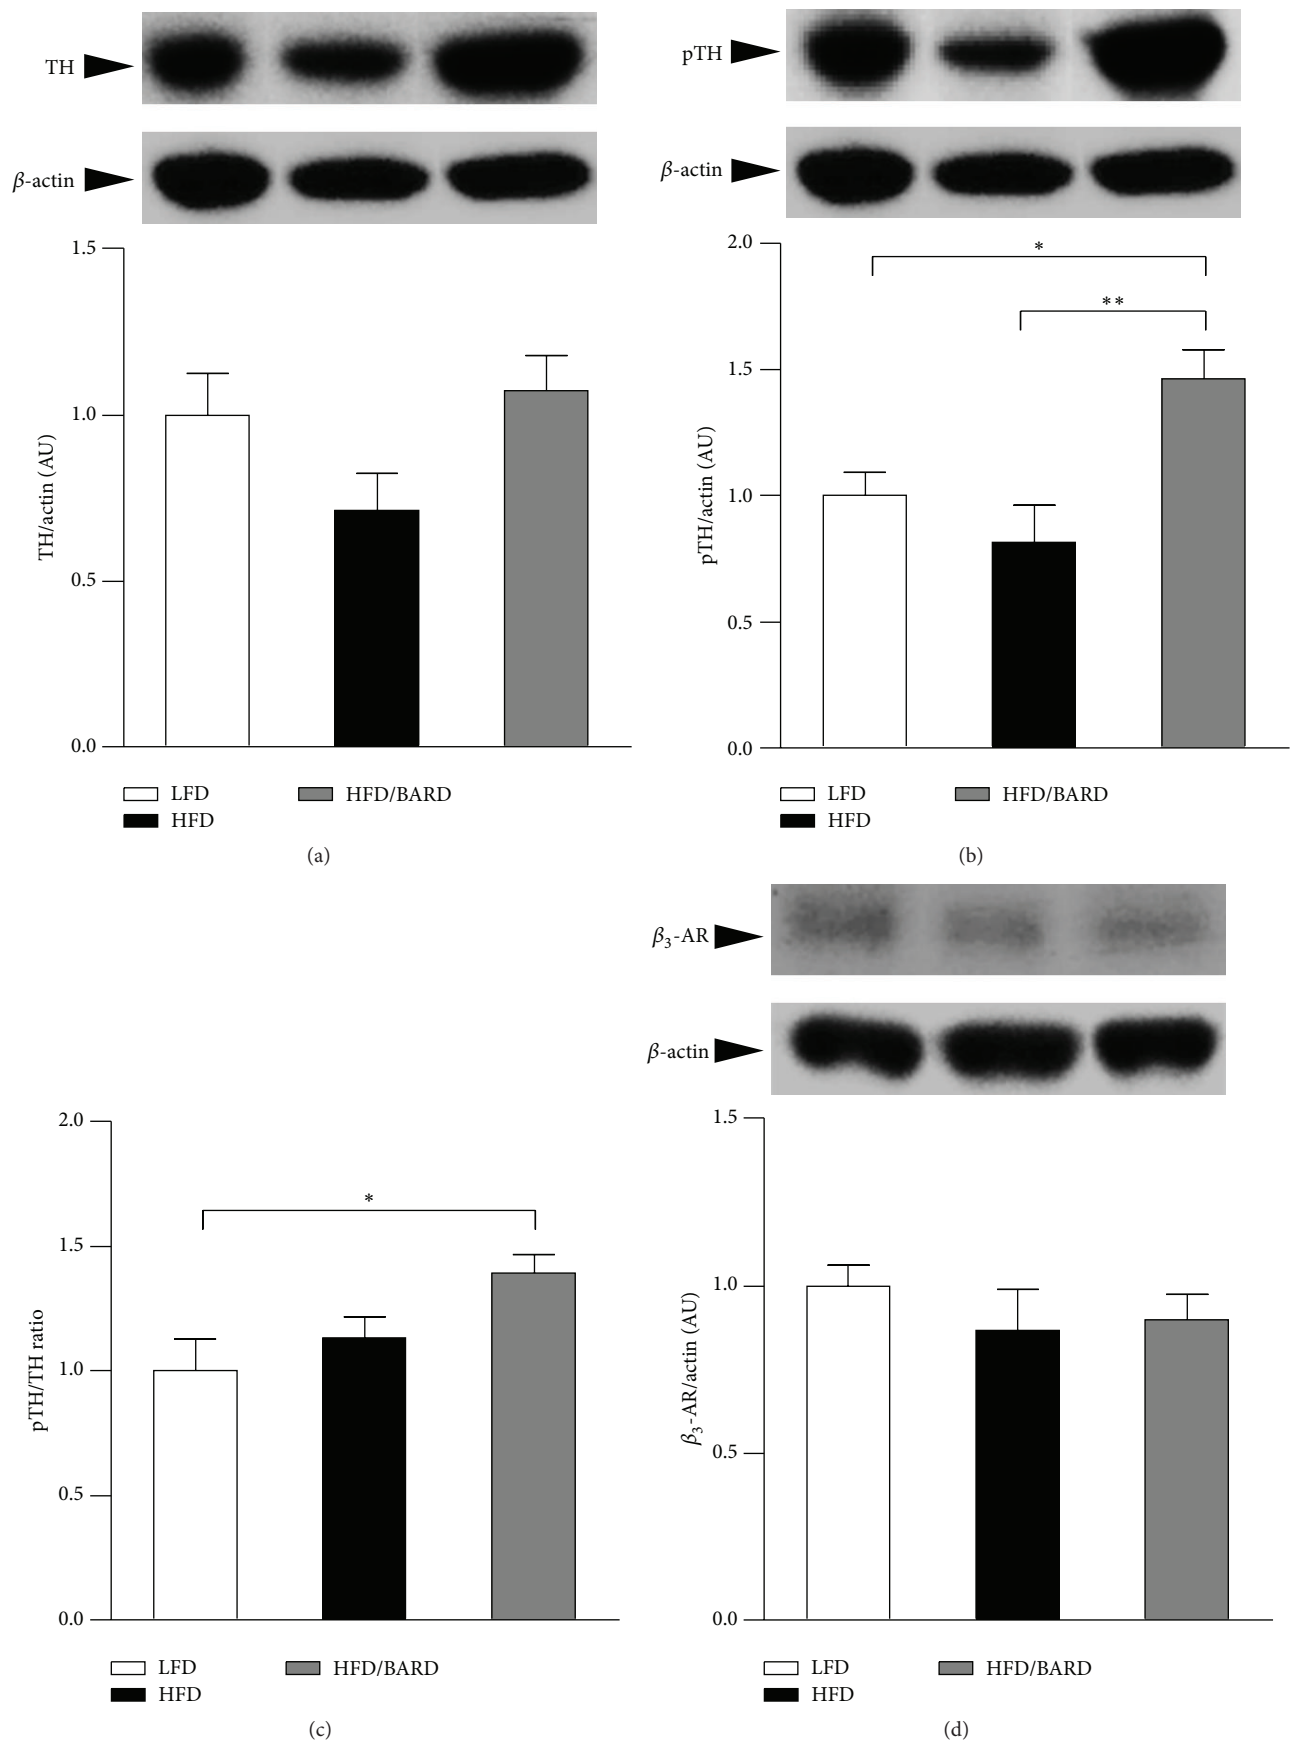 TH
β-actin
1.5
1.0
0.5
0.0
TH/actin (AU)
LFD
HFD
HFD/BARD
(a)
pTH
β-actin
2.0
1.5
1.0
0.5
0.0
pTH/actin (AU)
*
**
LFD
HFD
HFD/BARD
(b)
2.0
1.5
1.0
0.5
0.0
pTH/TH ratio
*
LFD
HFD
HFD/BARD
(c)
β₃-AR
β-actin
1.5
1.0
0.5
0.0
β₃-AR/actin (AU)
LFD
HFD
HFD/BARD
(d)